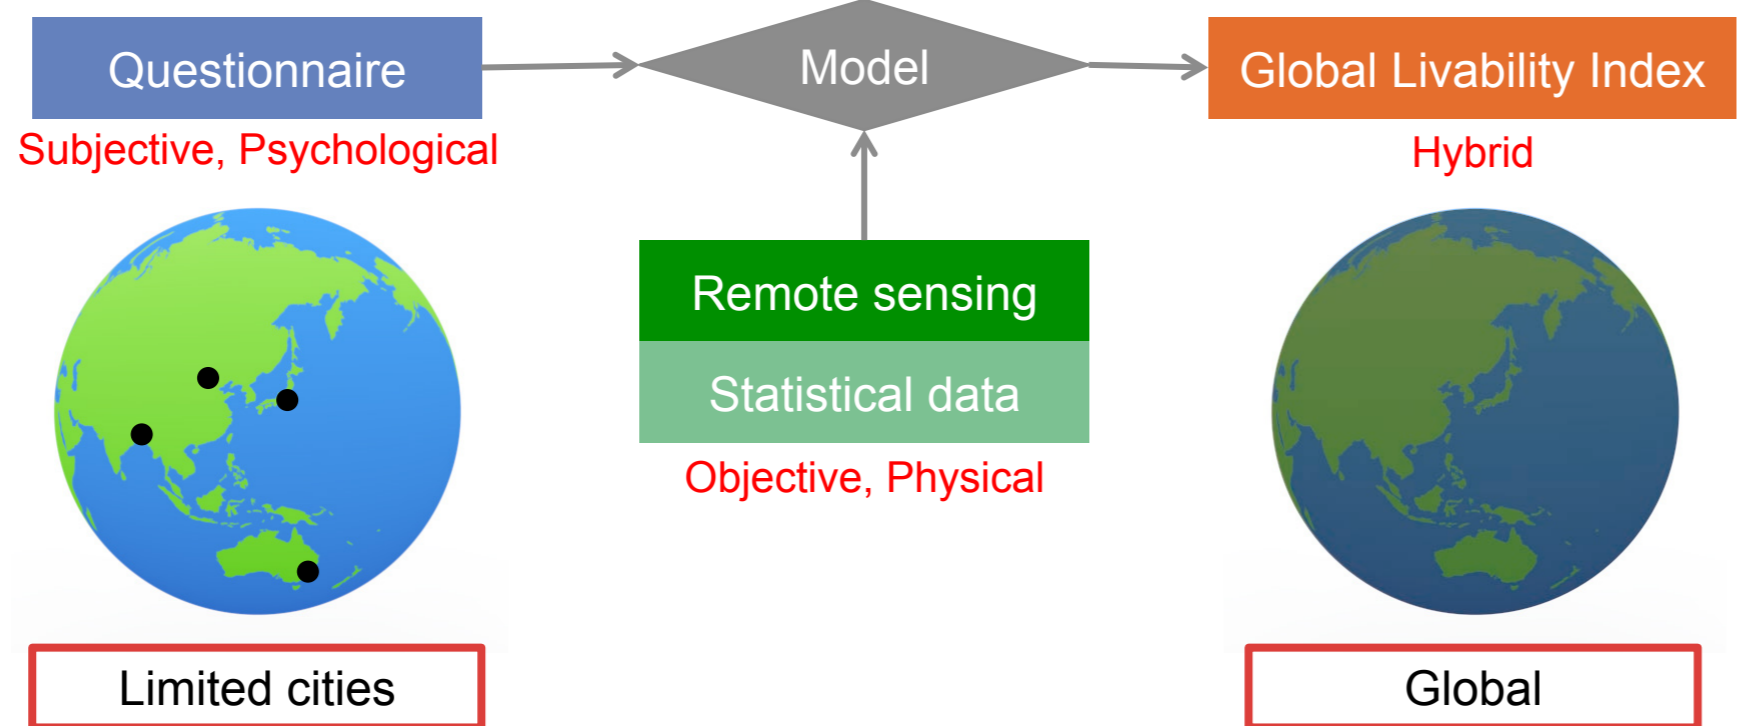 Questionnaire
Subjective, Psychological
Model
Global Livability Index
Hybrid
Remote sensing
Statistical data
Objective, Physical
Limited cities
Global